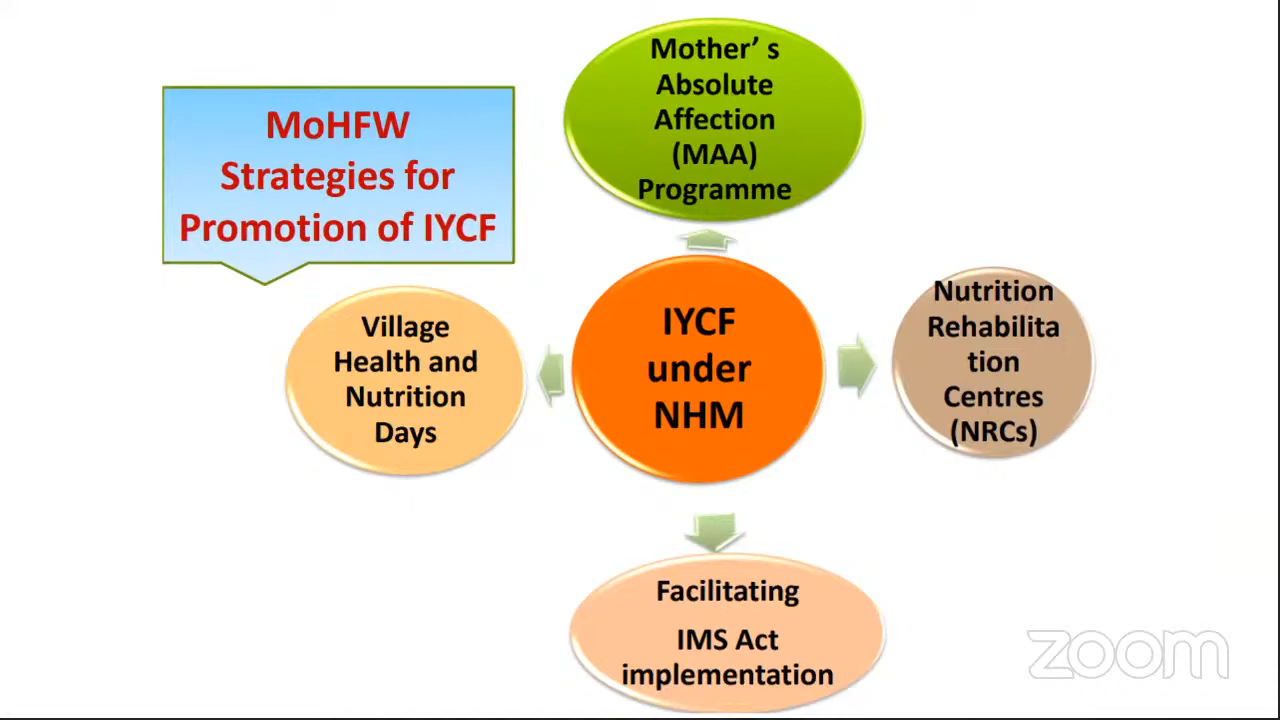 MoHFW
Strategies for
Promotion of IYCF
Mother’ s
Absolute
Affection
(MAA)
Programme
Village
Health and
Nutrition
Days
IYCF
under
NHM
Nutrition
Rehabilita
tion
Centres
(NRCs)
Facilitating
IMS Act
implementation
zoom